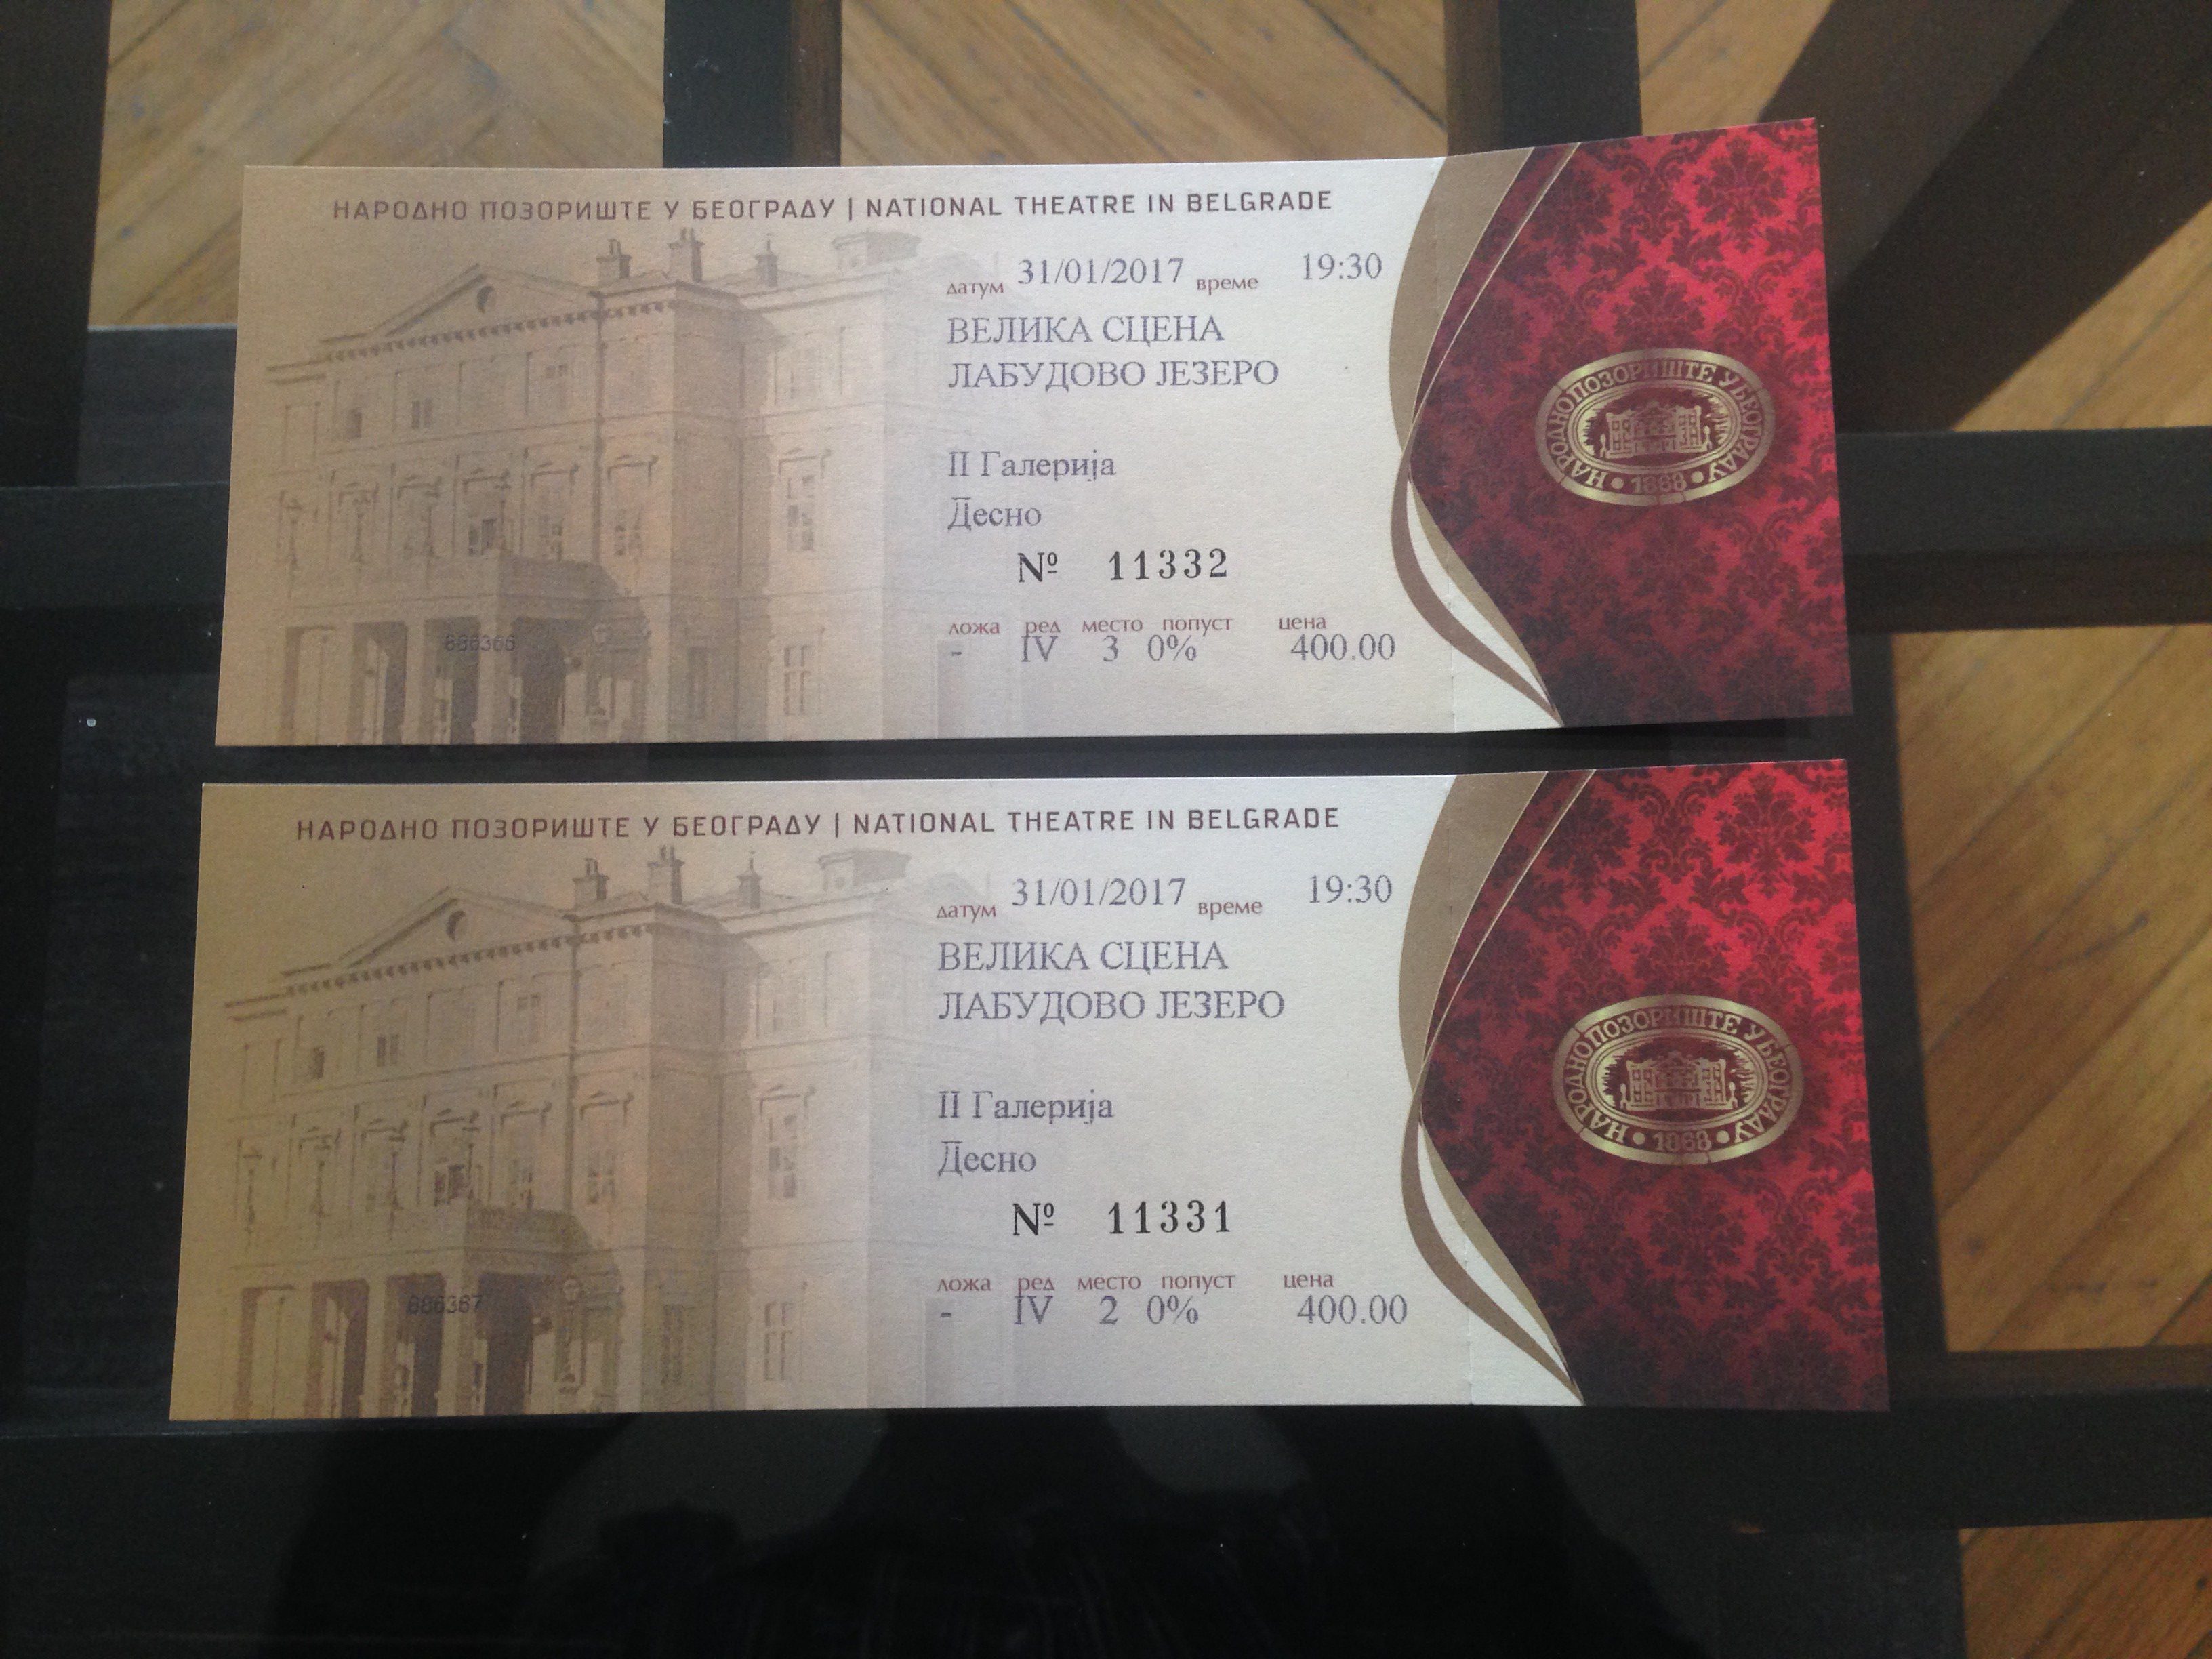 НАРОДНО ПОЗОРИШТЕ У БЕОГРАДУ | NATIONAL THEATRE IN BELGRADE
датум 31/01/2017 време 19:30
ВЕЛИКА СЦЕНА
ЛАБУДОВО ЈЕЗЕРО
II Галерија
Десно
№ 11332
ложа ред место попуст цена
- IV 3 0% 400.00
686366
НАРОДНО ПОЗОРИШТЕ У БЕОГРАДУ
• 1868 •
НАРОДНО ПОЗОРИШТЕ У БЕОГРАДУ | NATIONAL THEATRE IN BELGRADE
датум 31/01/2017 време 19:30
ВЕЛИКА СЦЕНА
ЛАБУДОВО ЈЕЗЕРО
II Галерија
Десно
№ 11331
ложа ред место попуст цена
- IV 2 0% 400.00
686367
НАРОДНО ПОЗОРИШТЕ У БЕОГРАДУ
• 1868 •